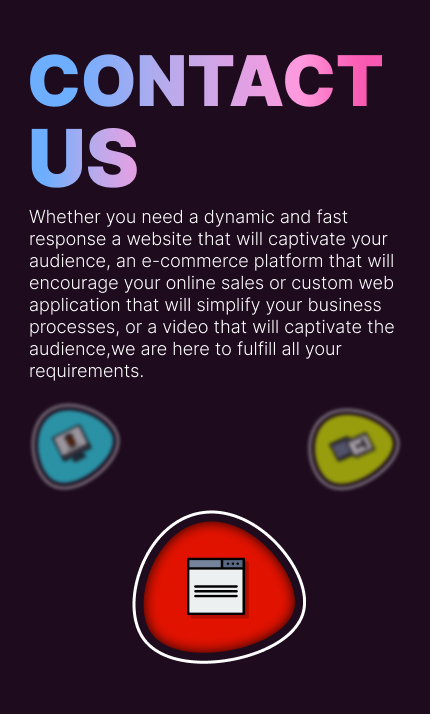 CONTACT
US
Whether you need a dynamic and fast
response a website that will captivate your
audience, an e-commerce platform that will
encourage your online sales or custom web
application that will simplify your business
processes, or a video that will captivate the
audience,we are here to fulfill all your
requirements.